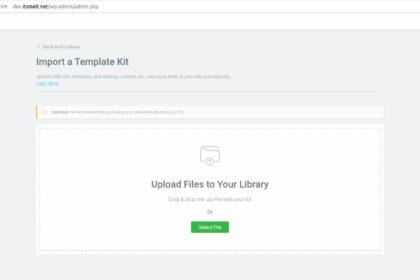 dev.itsmeit.net/wp-admin/admin.php
Back to Kit Library
Import a Template Kit
Upload a file with templates, site settings, content, etc., and apply them to your site automatically.
Learn More
Important: We recommend that you backup your site before importing a kit file.
Upload Files to Your Library
Drag & drop the .zip file with your Kit
Or
Select File